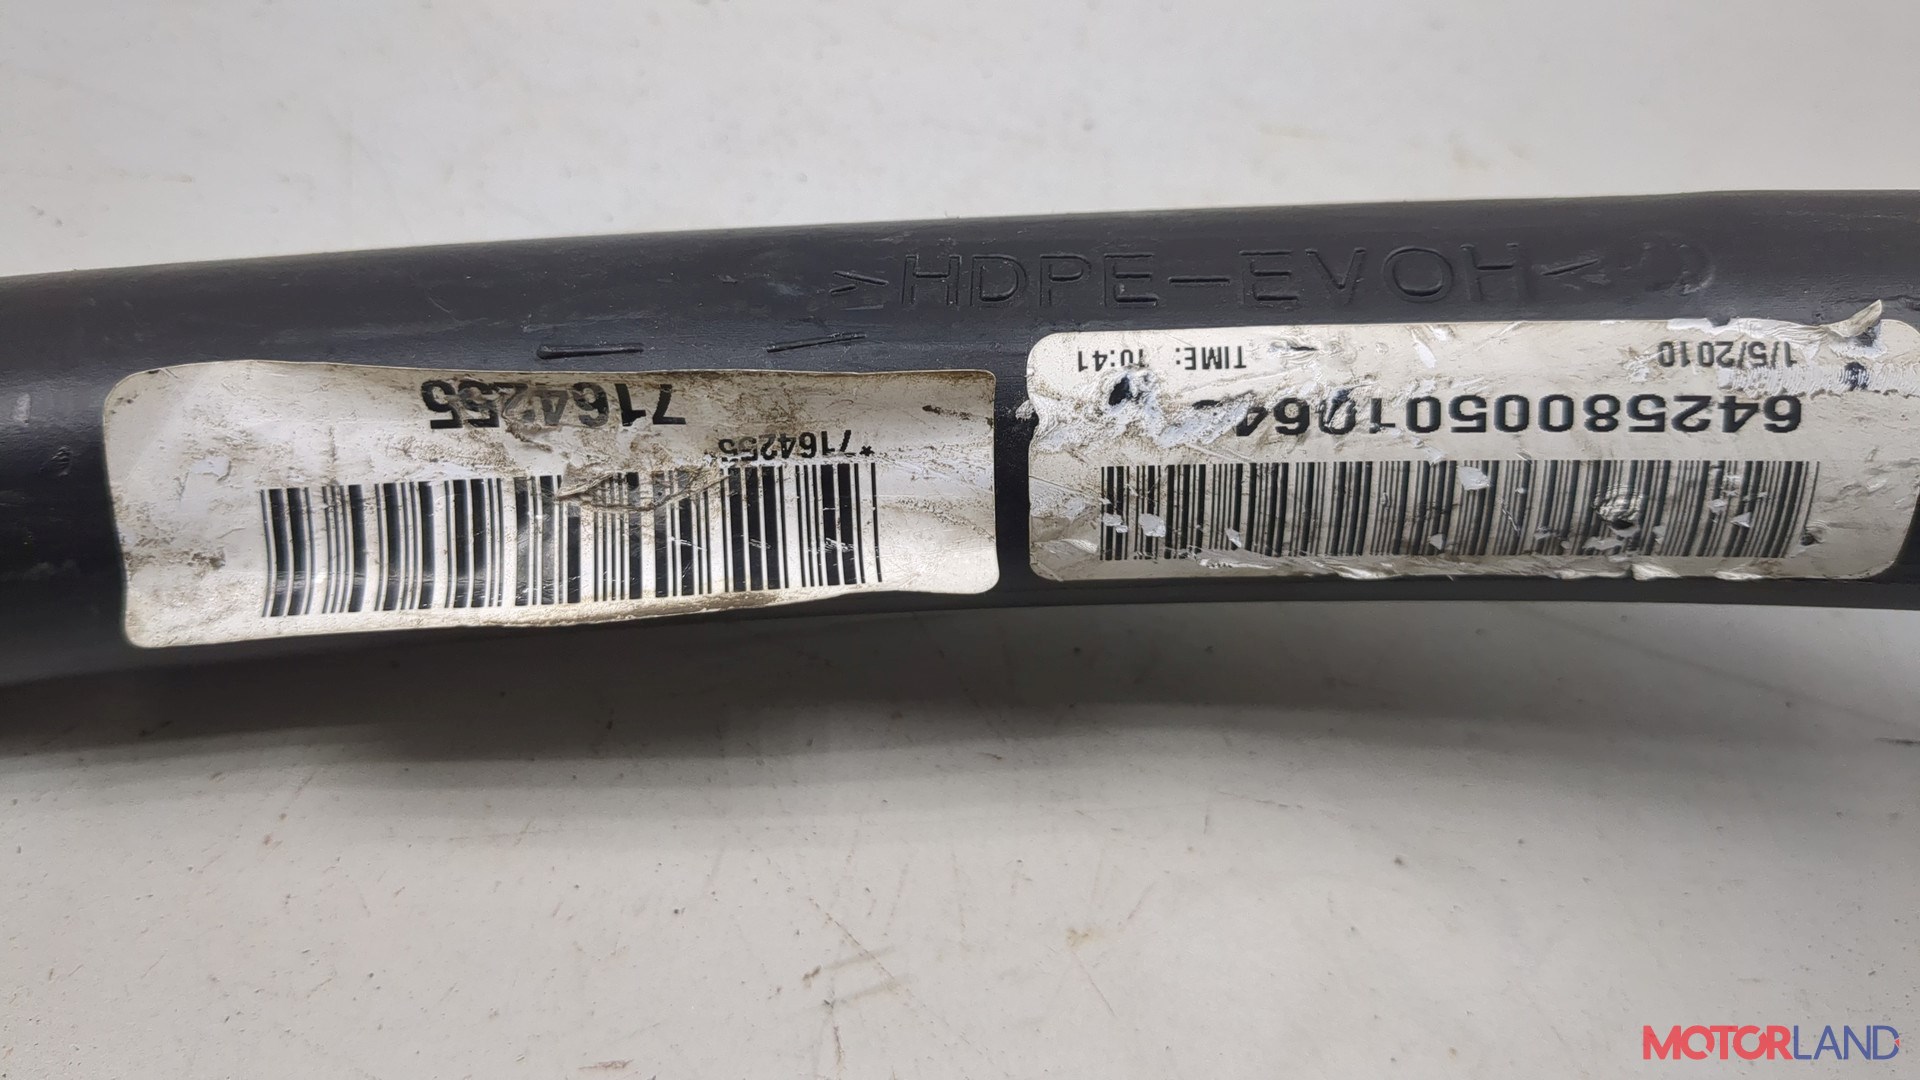 >HDPE-EVOH<
7164255
*7164255*
1/5/2010 TIME: 10:41
MOTORLAND